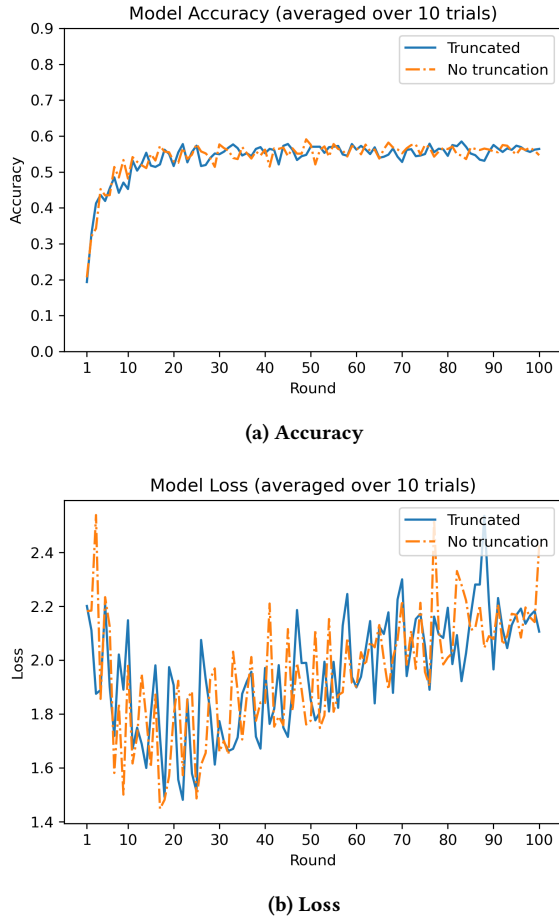 Model Accuracy (averaged over 10 trials)
0.9
0.8
0.7
0.6
0.5
0.4
0.3
0.2
0.1
0.0
Accuracy
Truncated
No truncation
1 10 20 30 40 50 60 70 80 90 100
Round
(a) Accuracy
Model Loss (averaged over 10 trials)
2.4
2.2
2.0
1.8
1.6
1.4
Loss
Truncated
No truncation
1 10 20 30 40 50 60 70 80 90 100
Round
(b) Loss